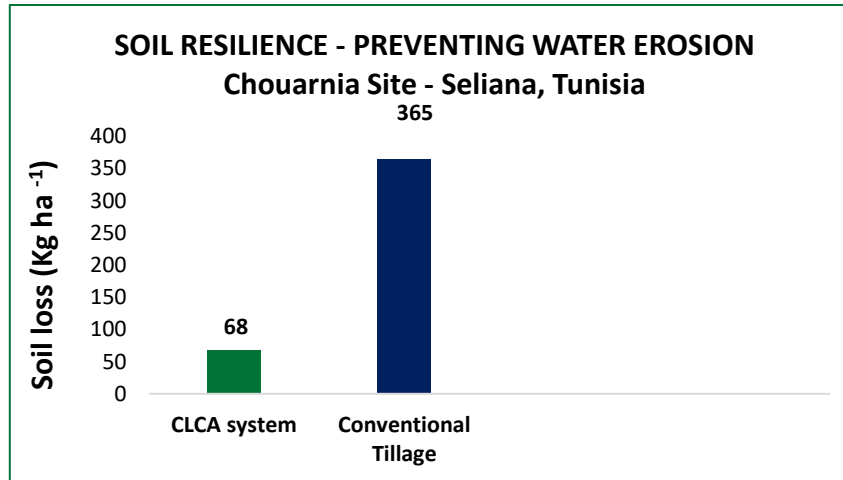 SOIL RESILIENCE - PREVENTING WATER EROSION
Chouarnia Site - Seliana, Tunisia
365
400
350
300
250
200
150
100
50
0
68
Soil loss (Kg ha ⁻¹)
CLCA system
Conventional
Tillage